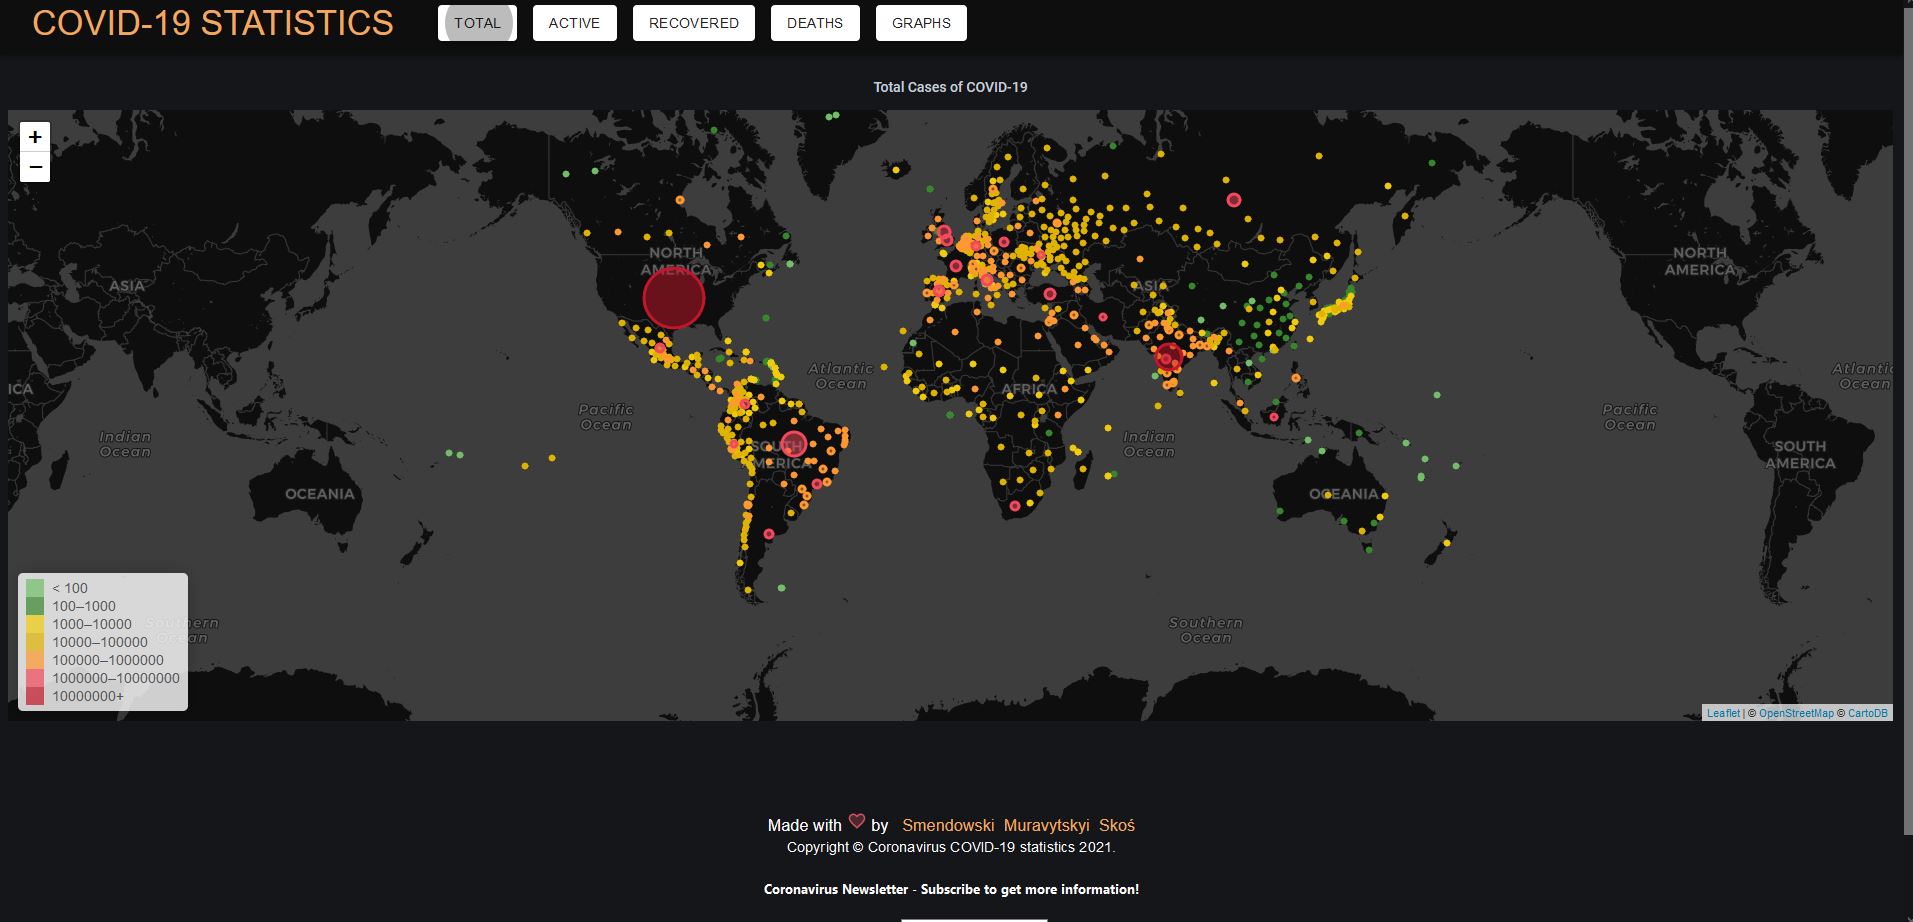 COVID-19 STATISTICS
TOTAL
ACTIVE
RECOVERED
DEATHS
GRAPHS
Total Cases of COVID-19
+
−
ASIA
NORTH
AMERICA
ASIA
NORTH
AMERICA
Atlantic
Ocean
Atlantic
Ocean
ICA
AFRICA
Pacific
Ocean
Pacific
Ocean
Indian
Ocean
Indian
Ocean
SOUTH
AMERICA
SOUTH
AMERICA
OCEANIA
OCEANIA
Southern
Ocean
Southern
Ocean
< 100
100–1000
1000–10000
10000–100000
100000–1000000
1000000–10000000
10000000+
Leaflet | © OpenStreetMap © CartoDB
Made with by Smendowski Muravytskyi Skoś
Copyright © Coronavirus COVID-19 statistics 2021.
Coronavirus Newsletter - Subscribe to get more information!